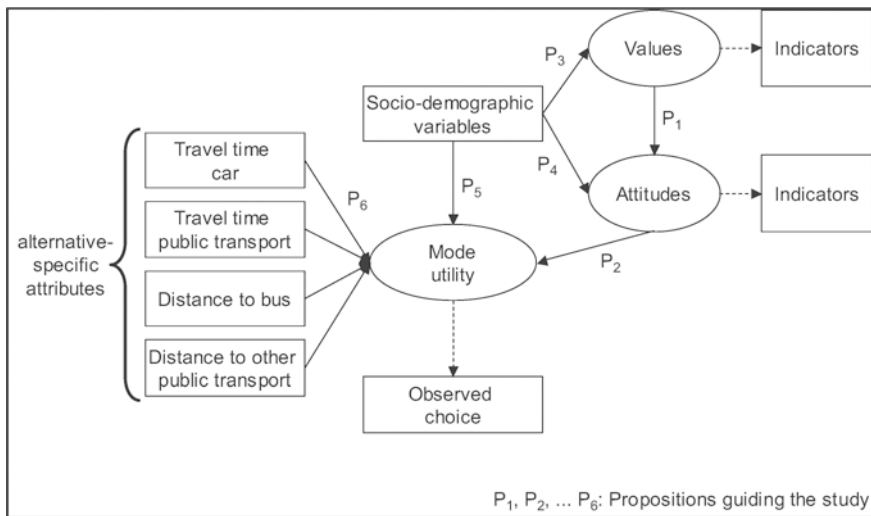 Values
Indicators
P3
Socio-demographic
variables
P1
P4
Travel time
car
P6
P5
Attitudes
Indicators
Travel time
public transport
alternative-
specific
attributes
Mode
utility
P2
Distance to bus
Distance to other
public transport
Observed
choice
P1, P2, ... P6: Propositions guiding the study